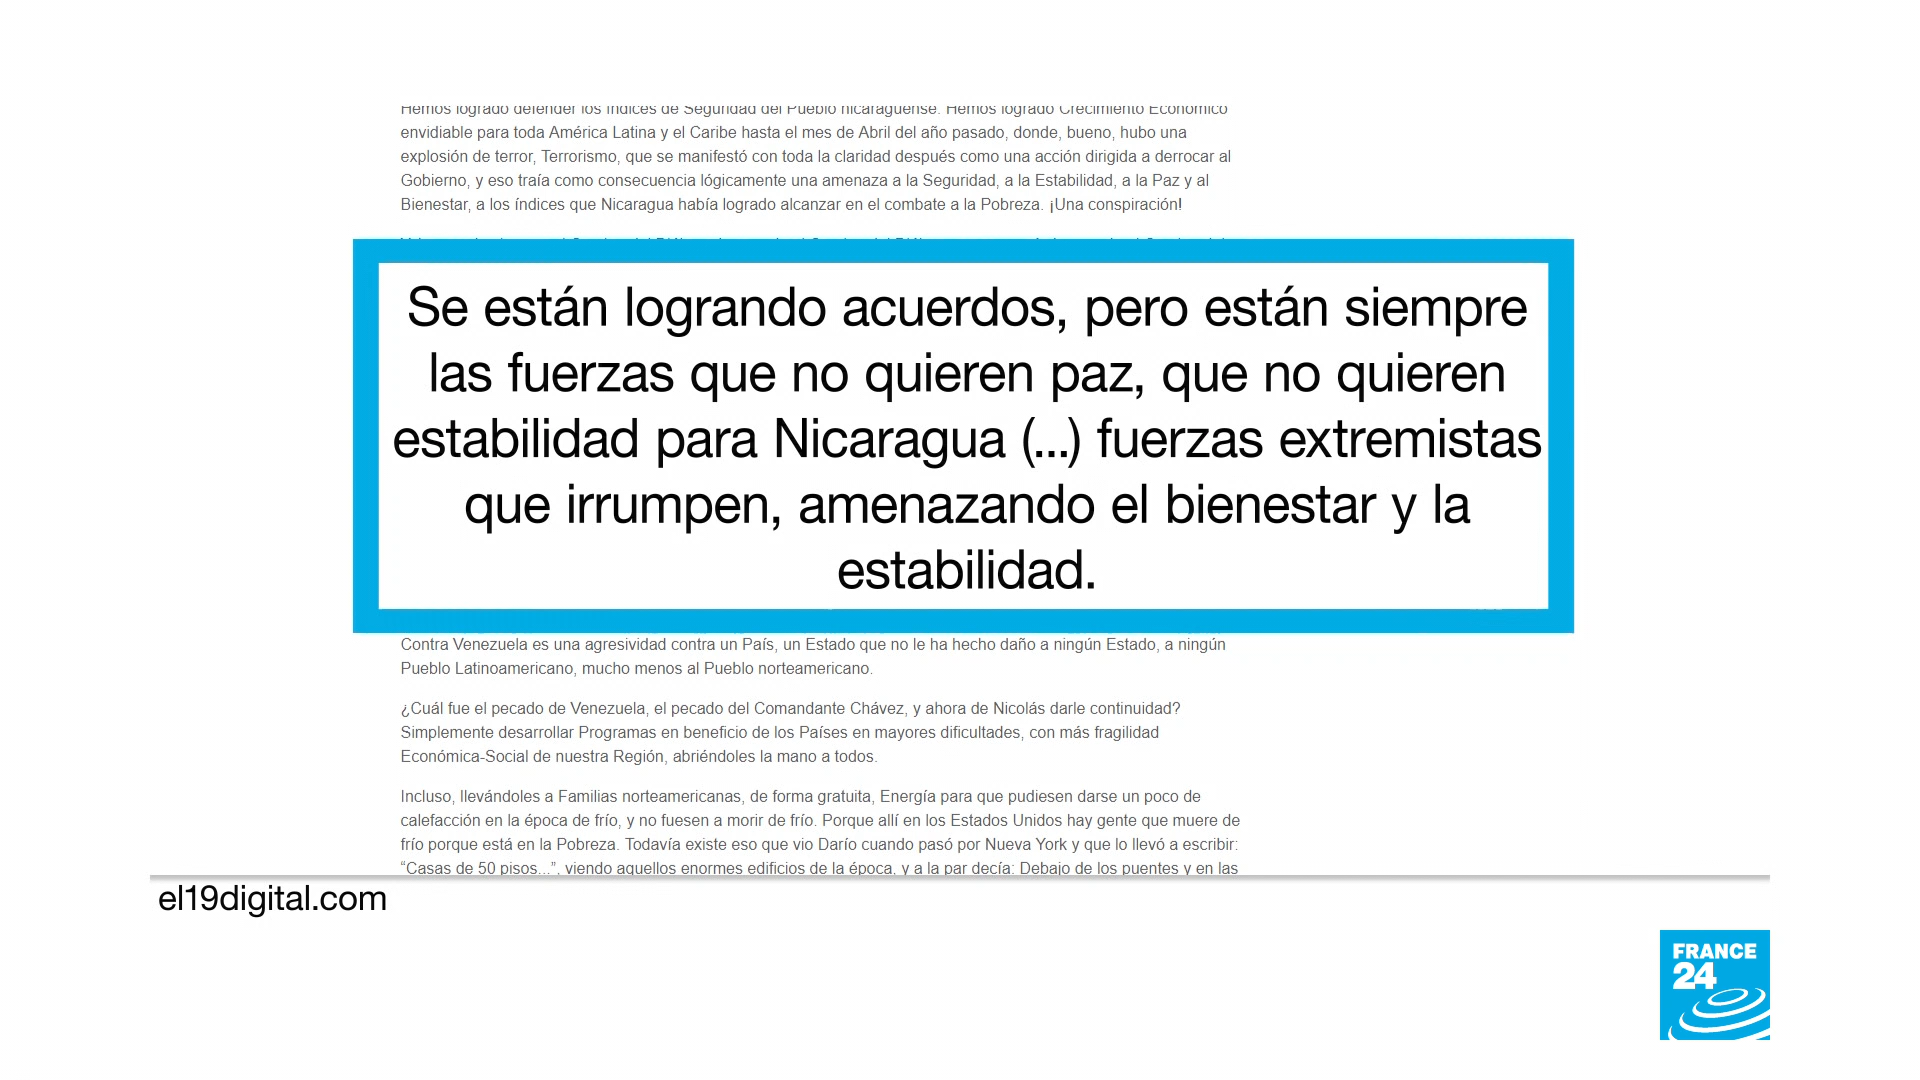 Hemos logrado defender los índices de Seguridad del Pueblo nicaragüense. Hemos logrado Crecimiento Económico
envidiable para toda América Latina y el Caribe hasta el mes de Abril del año pasado, donde, bueno, hubo una
explosión de terror, Terrorismo, que se manifestó con toda la claridad después como una acción dirigida a derrocar al
Gobierno, y eso traía como consecuencia lógicamente una amenaza a la Seguridad, a la Estabilidad, a la Paz y al
Bienestar, a los índices que Nicaragua había logrado alcanzar en el combate a la Pobreza. ¡Una conspiración!
Se están logrando acuerdos, pero están siempre
las fuerzas que no quieren paz, que no quieren
estabilidad para Nicaragua (...) fuerzas extremistas
que irrumpen, amenazando el bienestar y la
estabilidad.
Contra Venezuela es una agresividad contra un País, un Estado que no le ha hecho daño a ningún Estado, a ningún
Pueblo Latinoamericano, mucho menos al Pueblo norteamericano.
¿Cuál fue el pecado de Venezuela, el pecado del Comandante Chávez, y ahora de Nicolás darle continuidad?
Simplemente desarrollar Programas en beneficio de los Países en mayores dificultades, con más fragilidad
Económica-Social de nuestra Región, abriéndoles la mano a todos.
Incluso, llevándoles a Familias norteamericanas, de forma gratuita, Energía para que pudiesen darse un poco de
calefacción en la época de frío, y no fuesen a morir de frío. Porque allí en los Estados Unidos hay gente que muere de
frío porque está en la Pobreza. Todavía existe eso que vio Darío cuando pasó por Nueva York y que lo llevó a escribir:
“Casas de 50 pisos...”, viendo aquellos enormes edificios de la época, y a la par decía: Debajo de los puentes y en las
el19digital.com
FRANCE
24